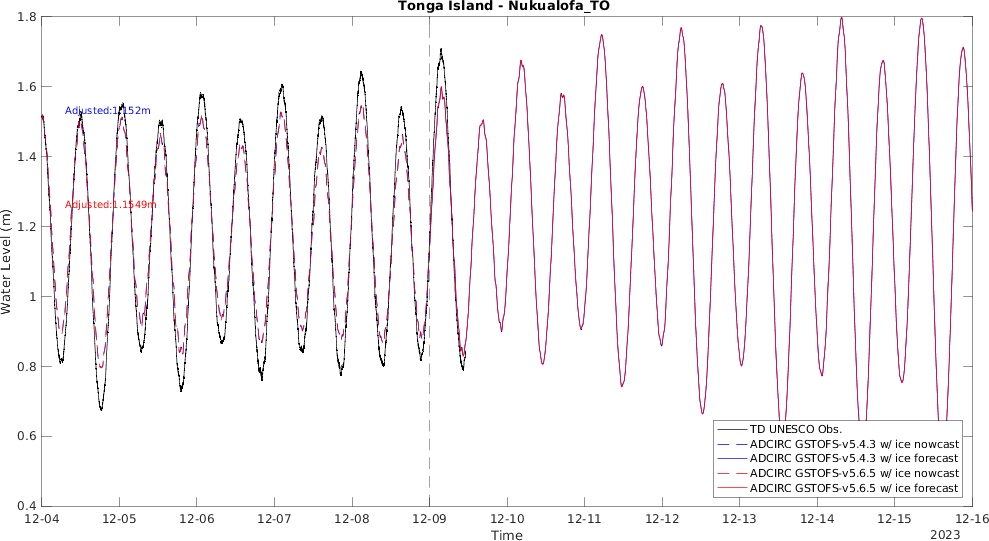 Tonga Island - Nukualofa_TO
1.8
1.6
1.4
1.2
1
0.8
0.6
0.4
Water Level (m)
Adjusted:1.1152m
Adjusted:1.1549m
TD UNESCO Obs.
ADCIRC GSTOFS-v5.4.3 w/ ice nowcast
ADCIRC GSTOFS-v5.4.3 w/ ice forecast
ADCIRC GSTOFS-v5.6.5 w/ ice nowcast
ADCIRC GSTOFS-v5.6.5 w/ ice forecast
12-04 12-05 12-06 12-07 12-08 12-09 12-10 12-11 12-12 12-13 12-14 12-15 12-16
Time
2023